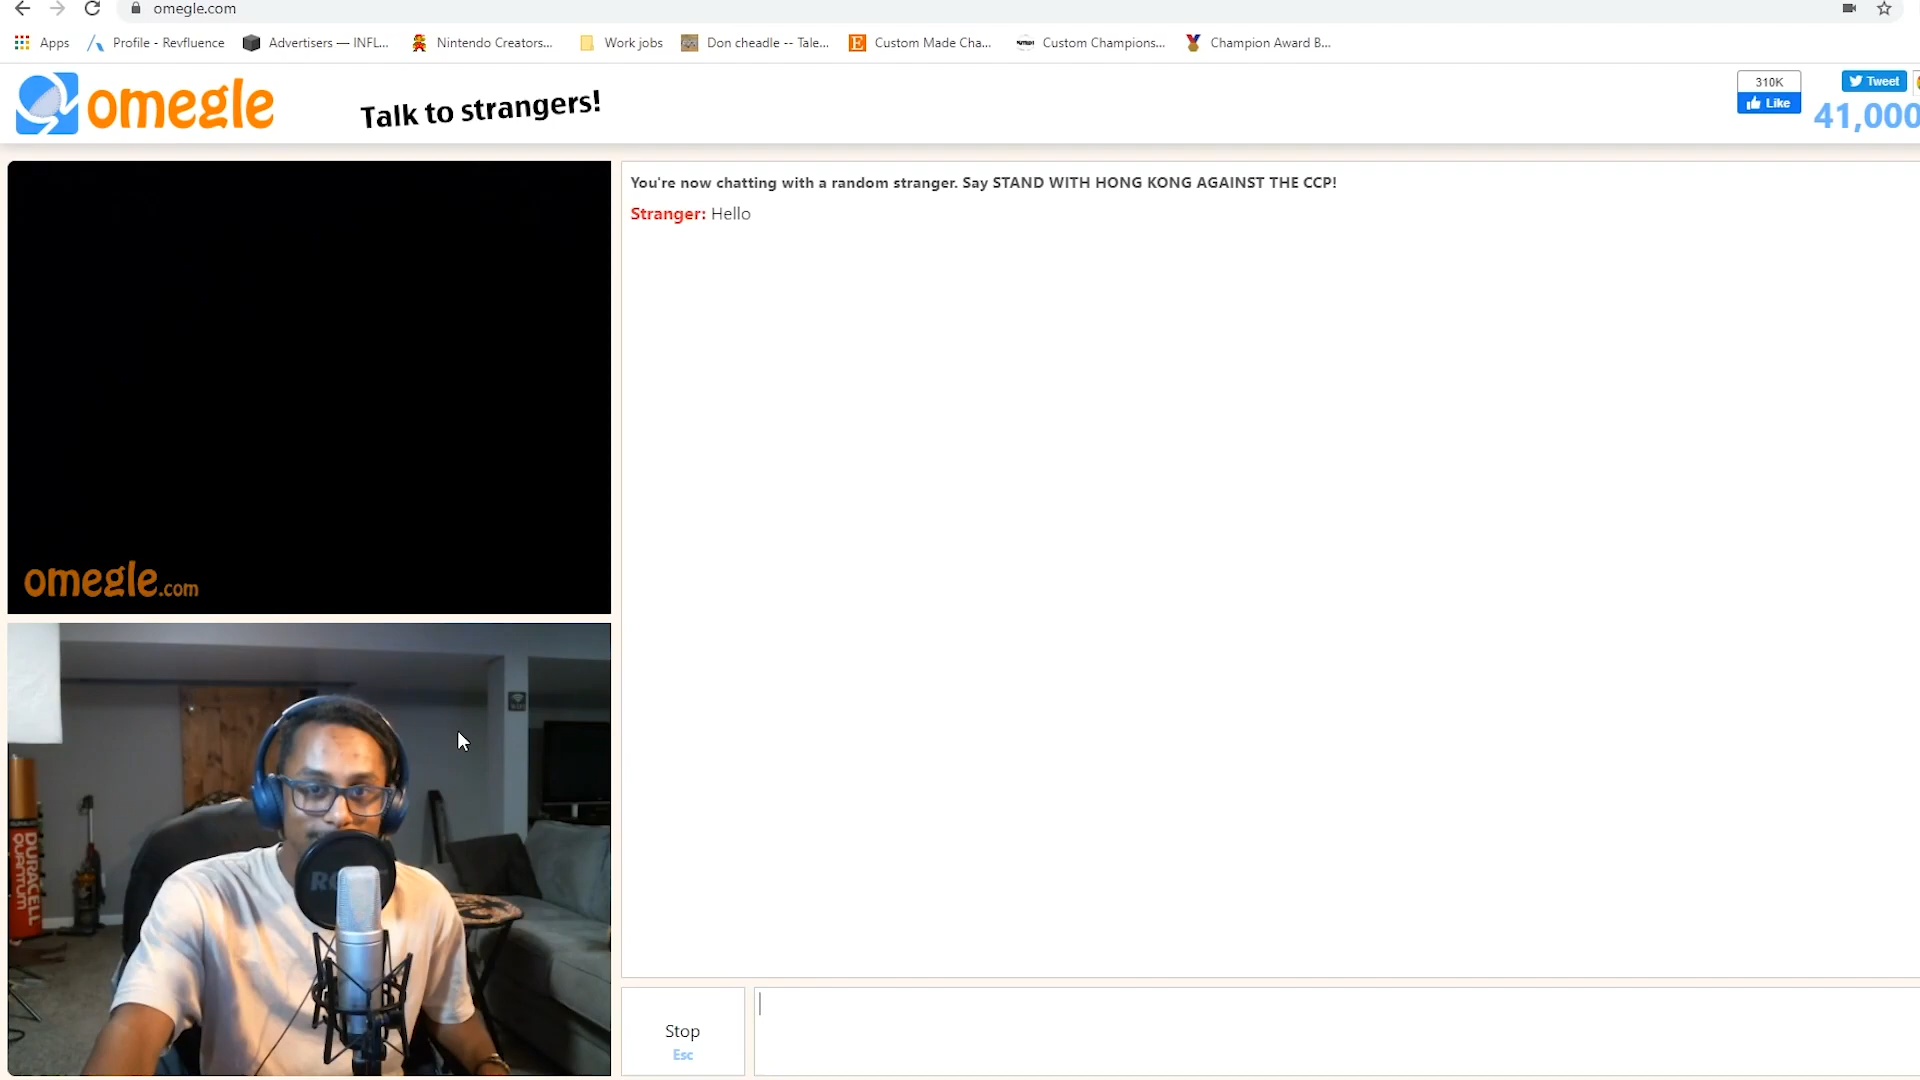 omegle.com
Apps
Profile - Revfluence
Advertisers — INFL...
Nintendo Creators...
Work jobs
Don cheadle -- Tale...
Custom Made Cha...
Custom Champions...
Champion Award B...
omegle
Talk to strangers!
310K
Like
Tweet
41,000
You're now chatting with a random stranger. Say STAND WITH HONG KONG AGAINST THE CCP!
Stranger: Hello
omegle.com
DURACELL
QUANTUM
Stop
Esc